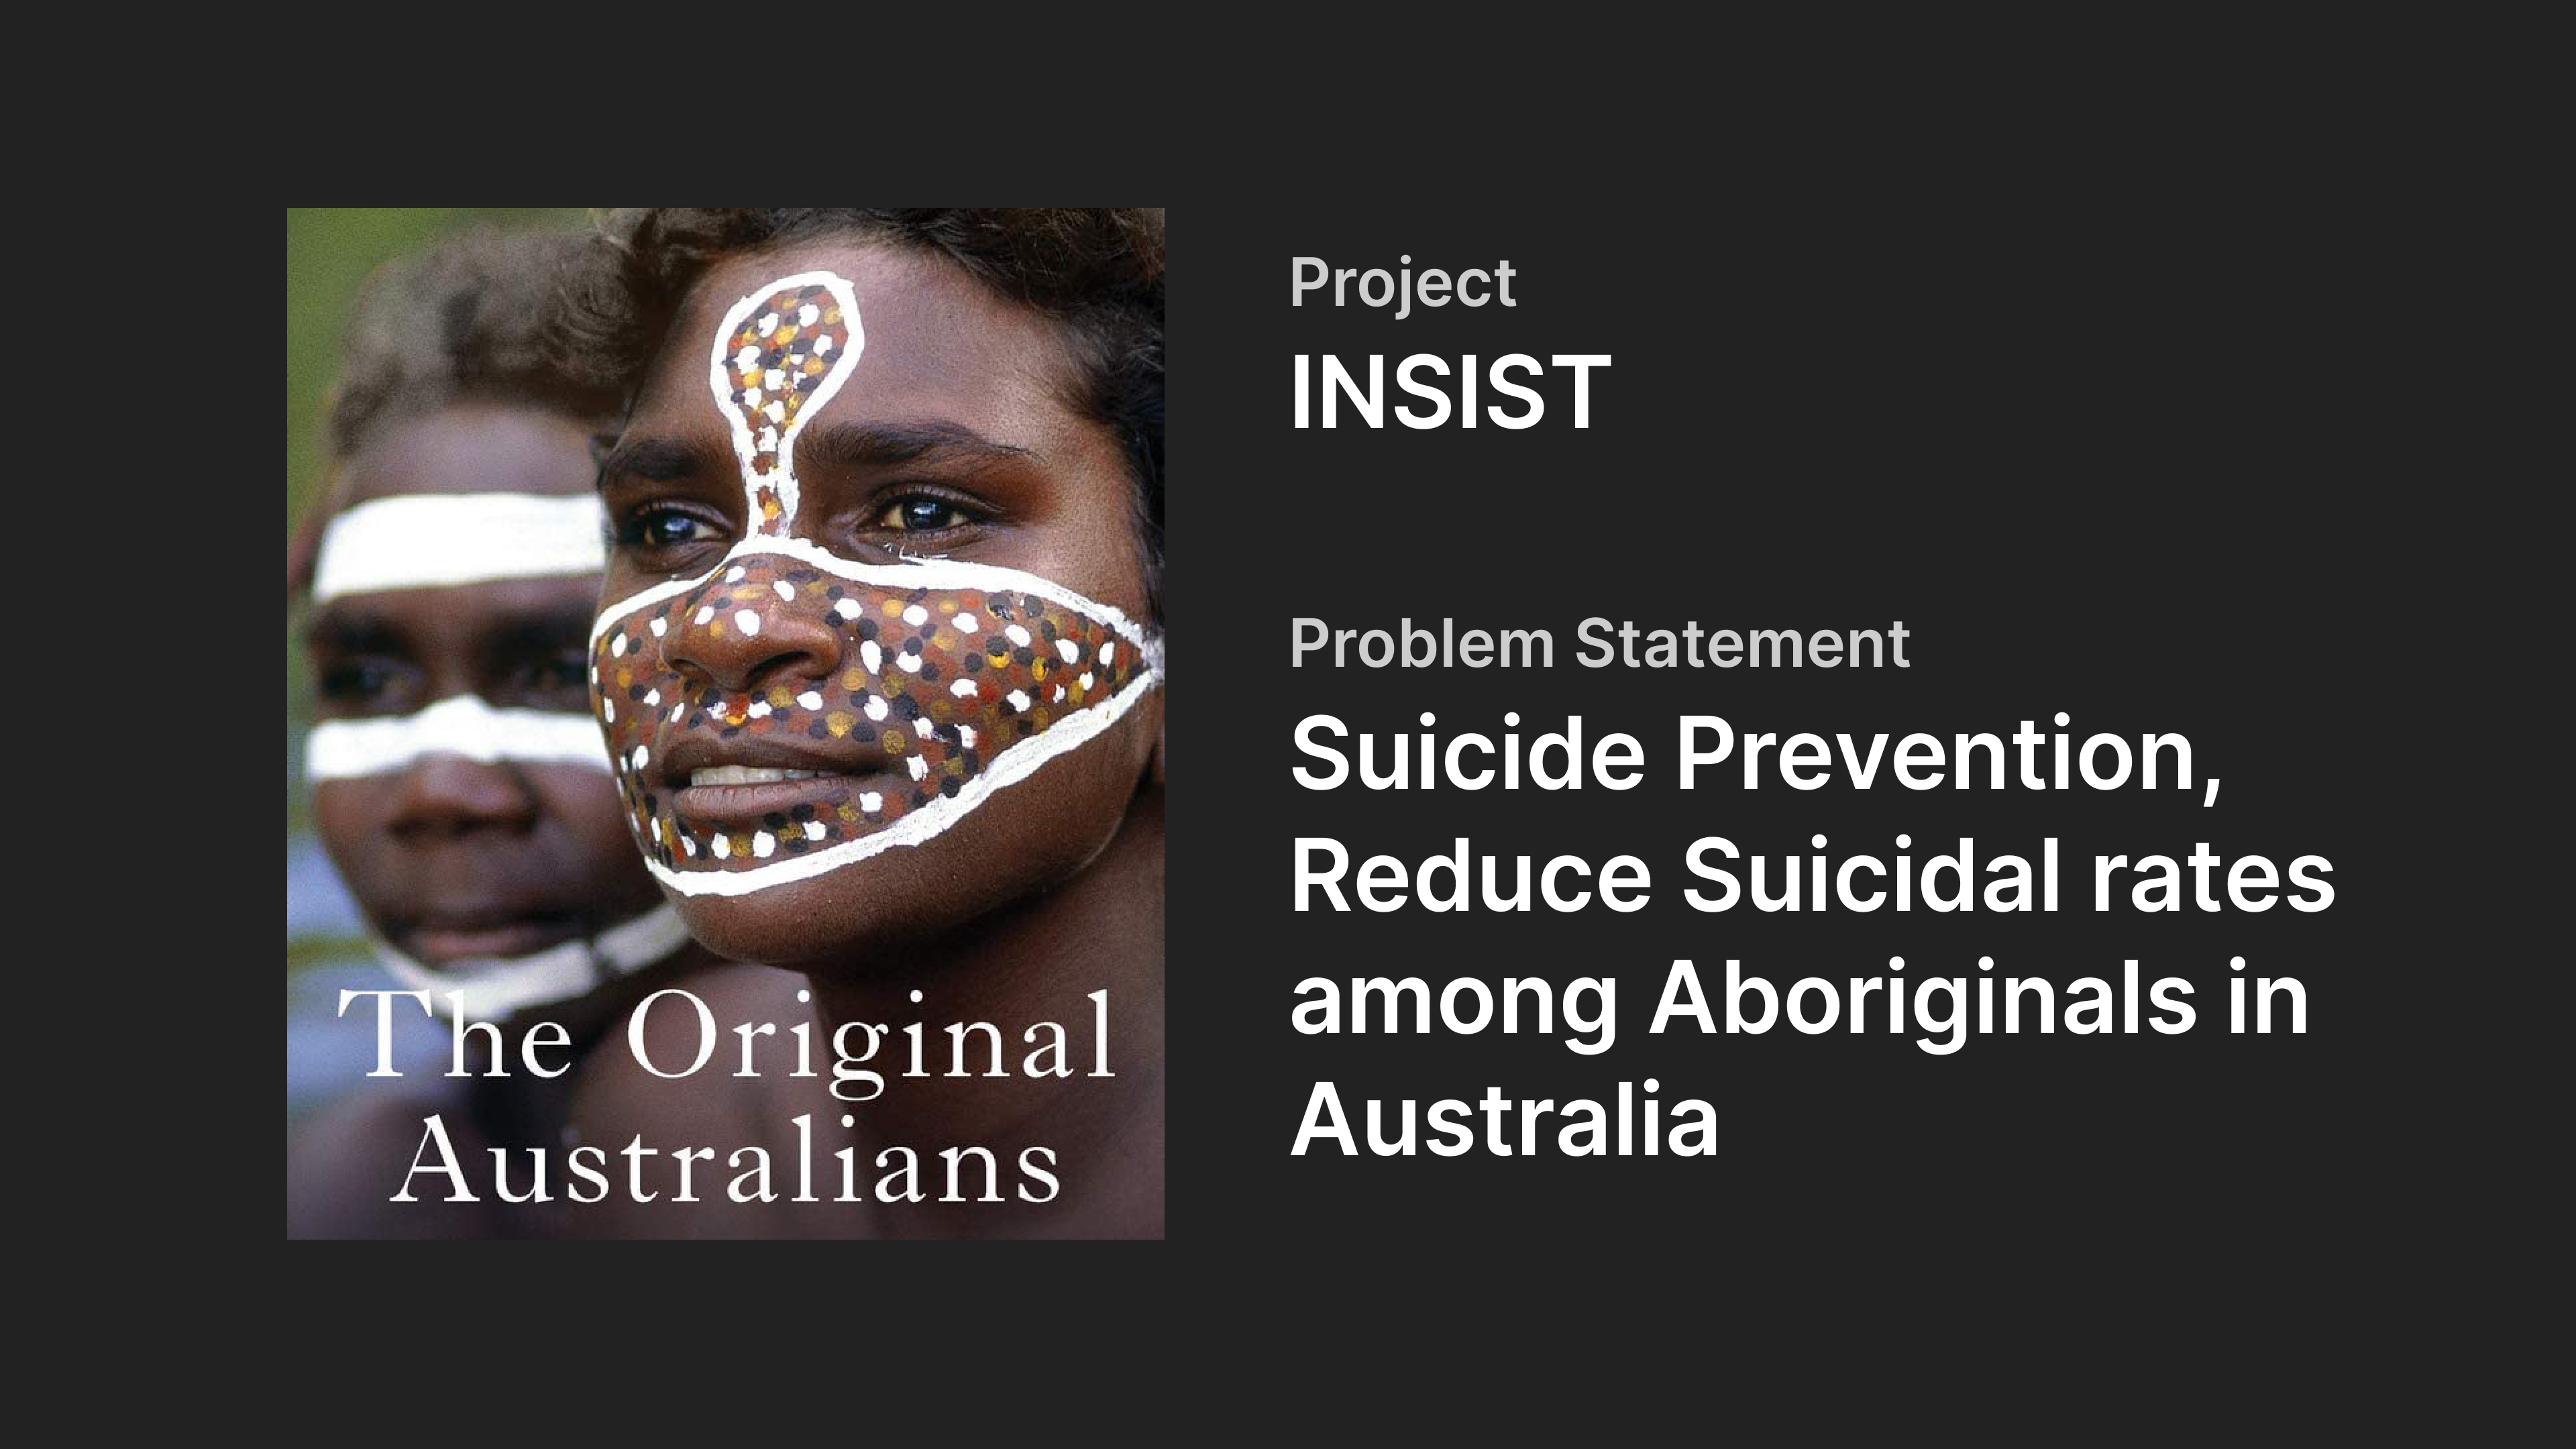 The Original
Australians
Project
INSIST
Problem Statement
Suicide Prevention,
Reduce Suicidal rates
among Aboriginals in
Australia